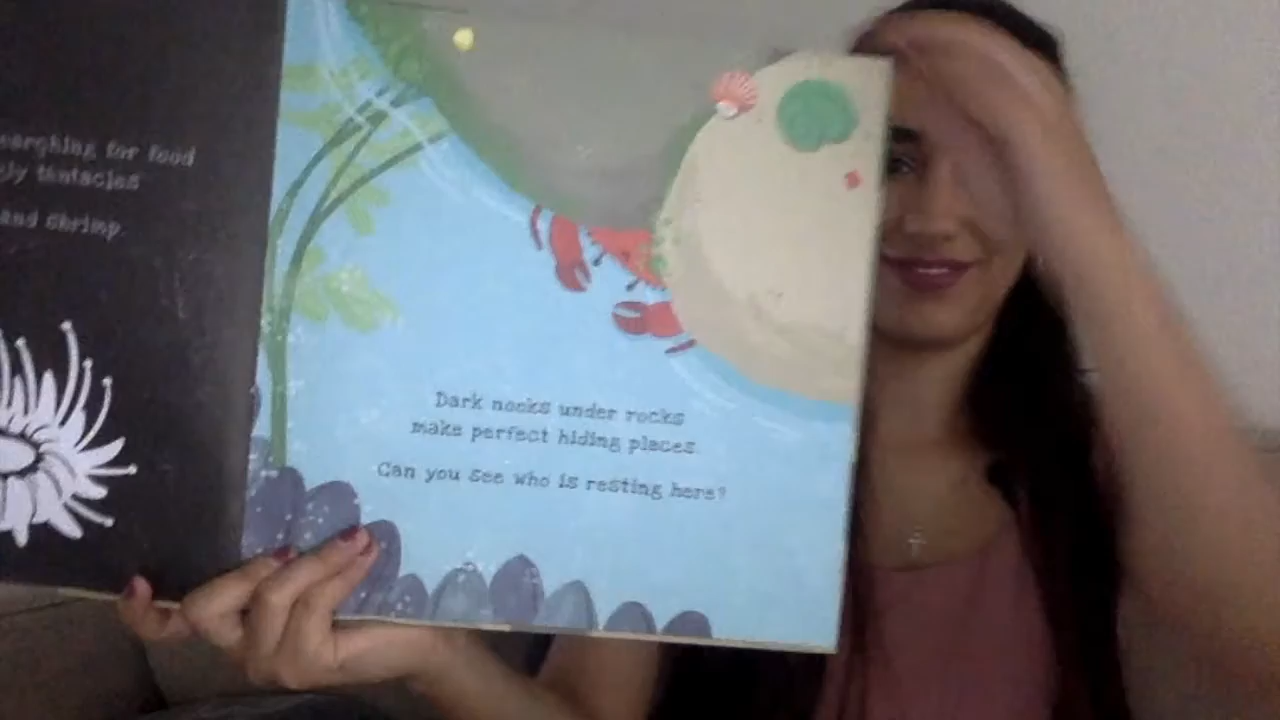 searching for food
tentacles
and shrimp.
Dark nooks under rocks
make perfect hiding places.
Can you see who is resting here?